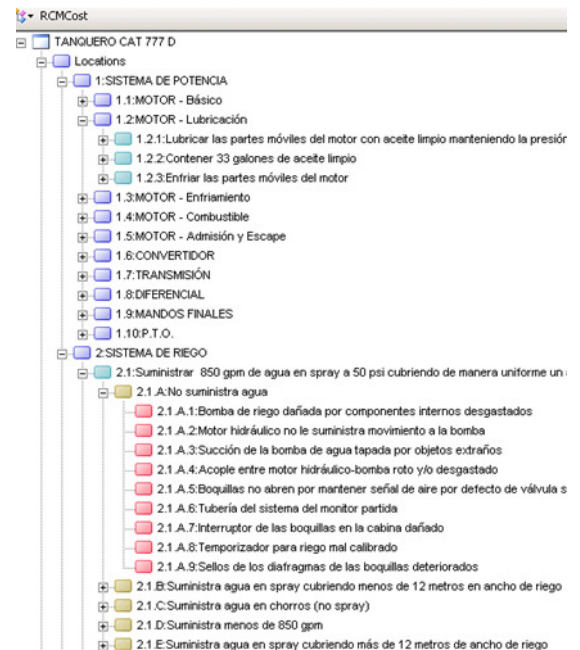 RCMCost
TANQUERO CAT 777 D
Locations
1:SISTEMA DE POTENCIA
1.1:MOTOR - Básico
1.2:MOTOR - Lubricación
1.2.1:Lubricar las partes móviles del motor con aceite limpio manteniendo la presión
1.2.2:Contener 33 galones de aceite limpio
1.2.3:Enfriar las partes móviles del motor
1.3:MOTOR - Enfriamiento
1.4:MOTOR - Combustible
1.5:MOTOR - Admisión y Escape
1.6:CONVERTIDOR
1.7:TRANSMISIÓN
1.8:DIFERENCIAL
1.9:MANDOS FINALES
1.10:P.T.O.
2:SISTEMA DE RIEGO
2.1:Suministrar 850 gpm de agua en spray a 50 psi cubriendo de manera uniforme un
2.1.A:No suministra agua
2.1.A.1:Bomba de riego dañada por componentes internos desgastados
2.1.A.2:Motor hidráulico no le suministra movimiento a la bomba
2.1.A.3:Succión de la bomba de agua tapada por objetos extraños
2.1.A.4:Acople entre motor hidráulico-bomba roto y/o desgastado
2.1.A.5:Boquillas no abren por mantener señal de aire por defecto de válvula s
2.1.A.6:Tubería del sistema del monitor partida
2.1.A.7:Interruptor de las boquillas en la cabina dañado
2.1.A.8:Temporizador para riego mal calibrado
2.1.A.9:Sellos de los diafragmas de las boquillas deteriorados
2.1.B:Suministra agua en spray cubriendo menos de 12 metros en ancho de riego
2.1.C:Suministra agua en chorros (no spray)
2.1.D:Suministra menos de 850 gpm
2.1.E:Suministra agua en spray cubriendo más de 12 metros de ancho de riego